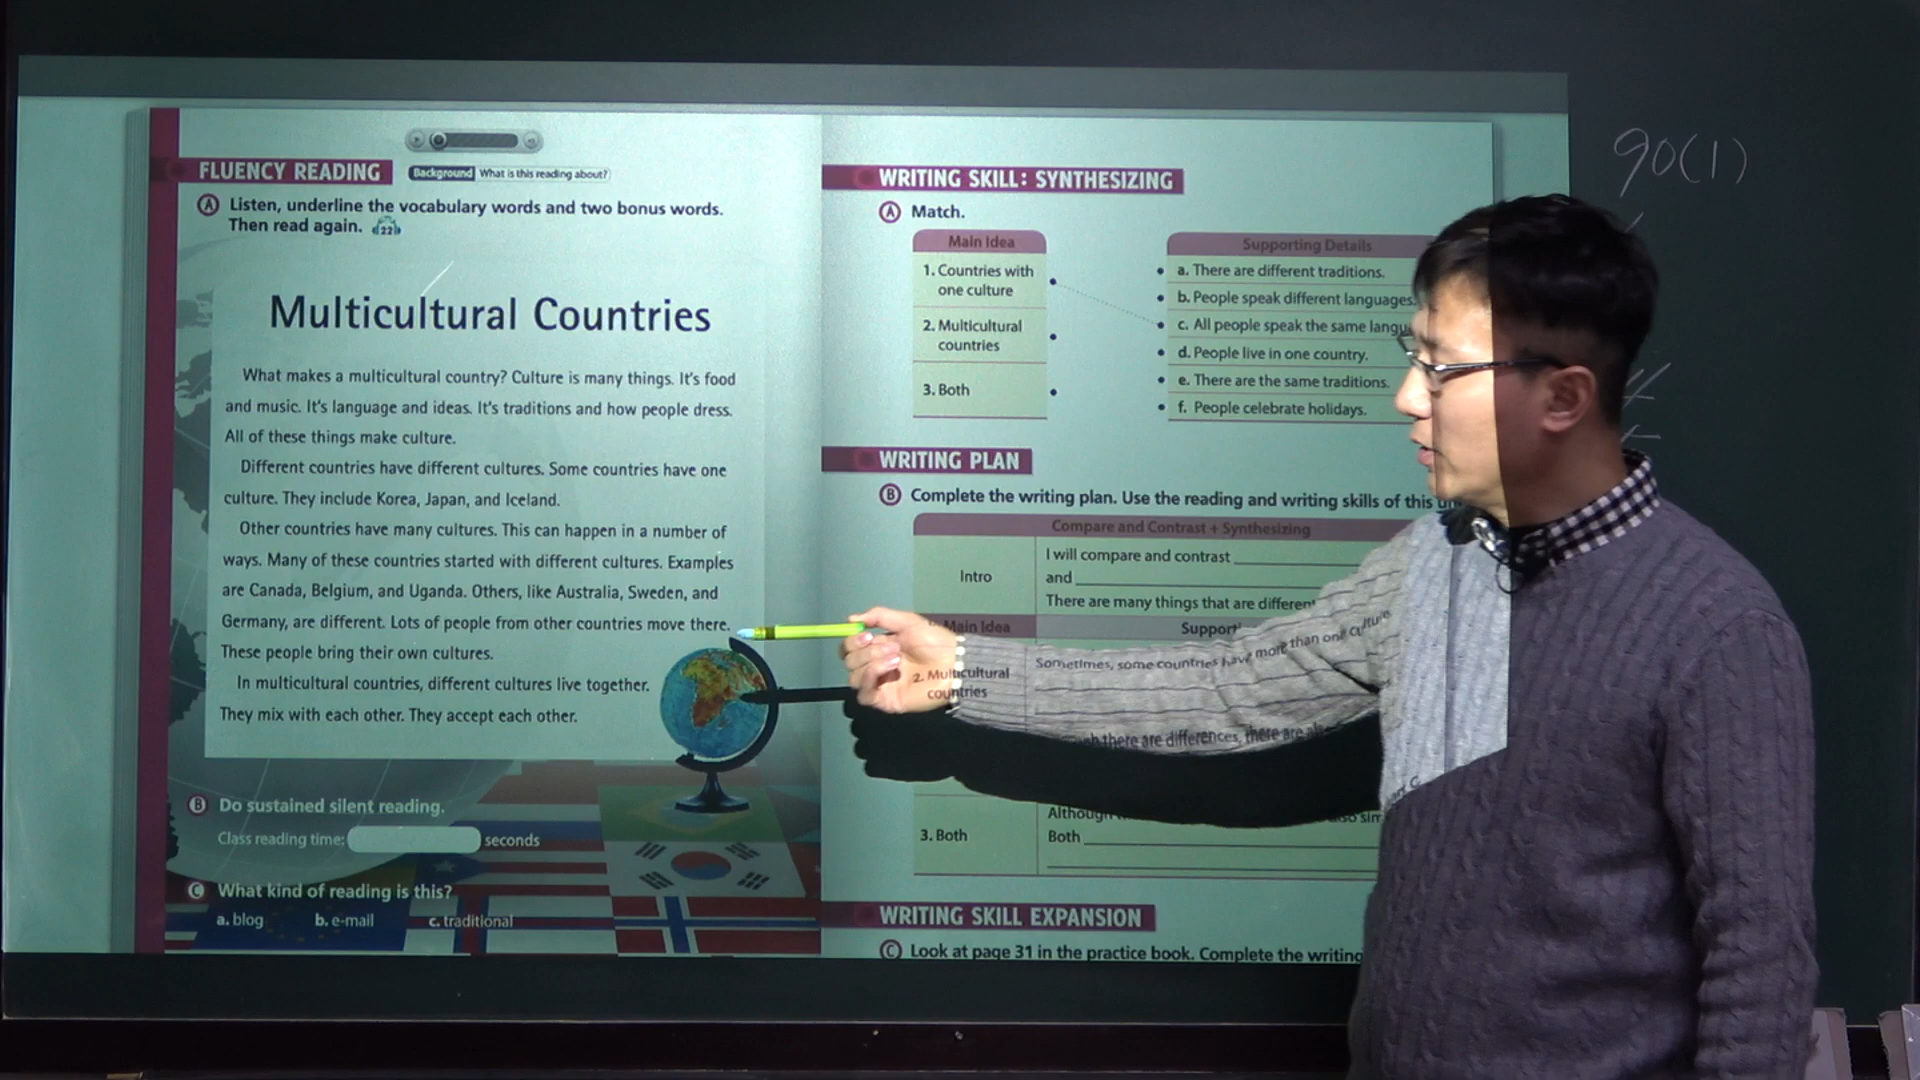 FLUENCY READING
Background What is this reading about?
A Listen, underline the vocabulary words and two bonus words.
Then read again. 22
Multicultural Countries
What makes a multicultural country? Culture is many things. It's food
and music. It's language and ideas. It's traditions and how people dress.
All of these things make culture.
Different countries have different cultures. Some countries have one
culture. They include Korea, Japan, and Iceland.
Other countries have many cultures. This can happen in a number of
ways. Many of these countries started with different cultures. Examples
are Canada, Belgium, and Uganda. Others, like Australia, Sweden, and
Germany, are different. Lots of people from other countries move there.
These people bring their own cultures.
In multicultural countries, different cultures live together.
They mix with each other. They accept each other.
B Do sustained silent reading.
Class reading time: seconds
C What kind of reading is this?
a. blog b. e-mail c. traditional
WRITING SKILL: SYNTHESIZING
A Match.
Main Idea
1. Countries with
one culture
2. Multicultural
countries
3. Both
Supporting Details
a. There are different traditions.
b. People speak different languages.
c. All people speak the same
d. People live in one country.
e. There are the same traditions.
f. People celebrate holidays.
WRITING PLAN
B Complete the writing plan. Use the reading and writing skills of this
Compare and Contrast + Synthesizing
Intro
I will compare and contrast
and
There are many things that are different
Main Idea
2. Multicultural
countries
Sometimes, some countries have more than one culture
there are differences, there are
3. Both
Although
Both
WRITING SKILL EXPANSION
C Look at page 31 in the practice book. Complete the writing
90(1)